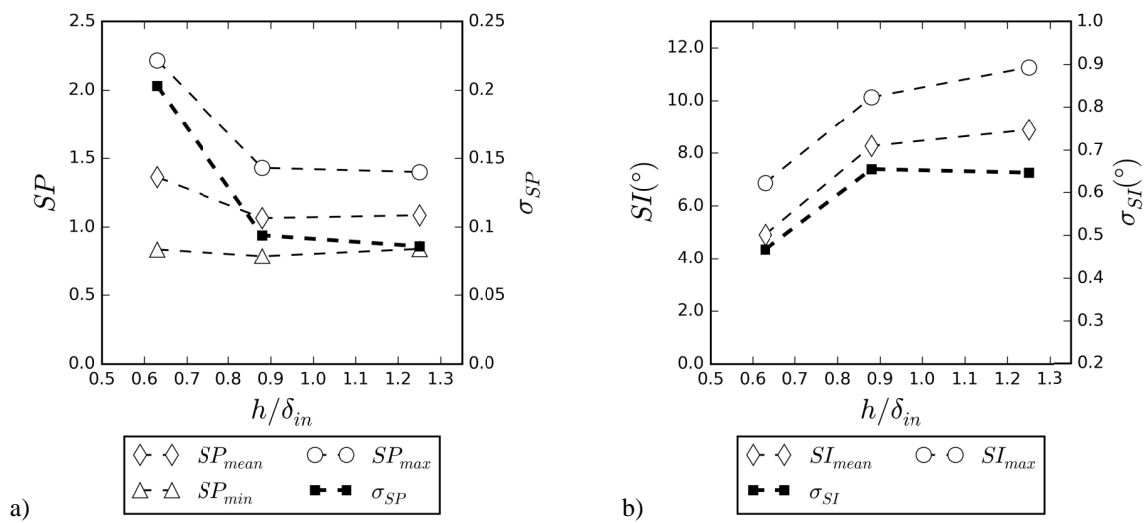 2.5
2.0
1.5
1.0
0.5
0.0
SP
0.25
0.20
0.15
0.10
0.05
0.0
σ_SP
0.5 0.6 0.7 0.8 0.9 1.0 1.1 1.2 1.3
h/δ_in
SP_mean SP_max
SP_min σ_SP
a)
12.0
10.0
8.0
6.0
4.0
2.0
0.0
SI(°)
1.0
0.9
0.8
0.7
0.6
0.5
0.4
0.3
0.2
σ_SI(°)
0.5 0.6 0.7 0.8 0.9 1.0 1.1 1.2 1.3
h/δ_in
SI_mean SI_max
σ_SI
b)